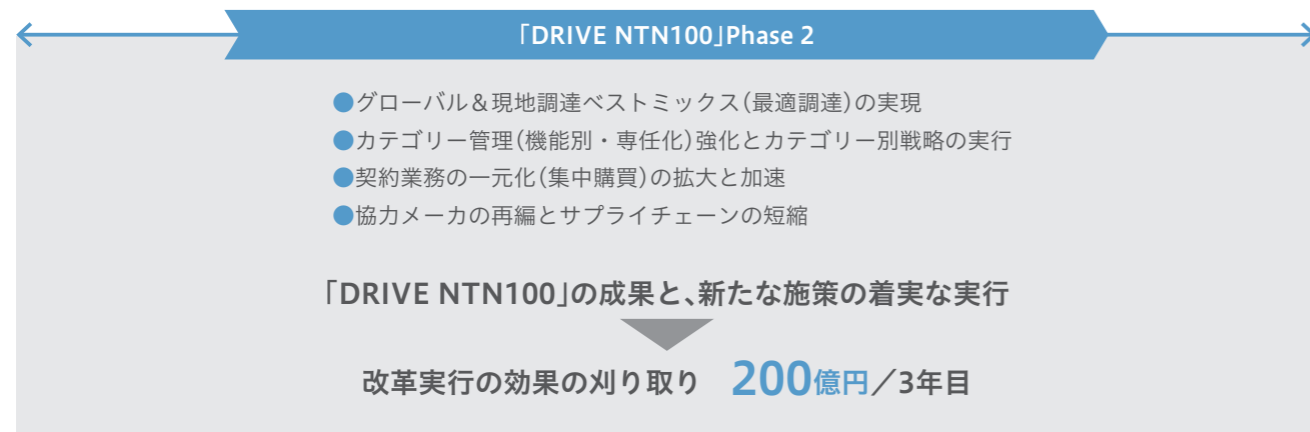 「DRIVE NTN100」Phase 2
●グローバル＆現地調達ベストミックス(最適調達)の実現
●カテゴリー管理(機能別・専任化)強化とカテゴリー別戦略の実行
●契約業務の一元化(集中購買)の拡大と加速
●協力メーカの再編とサプライチェーンの短縮
「DRIVE NTN100」の成果と、新たな施策の着実な実行
改革実行の効果の刈り取り 200億円／3年目